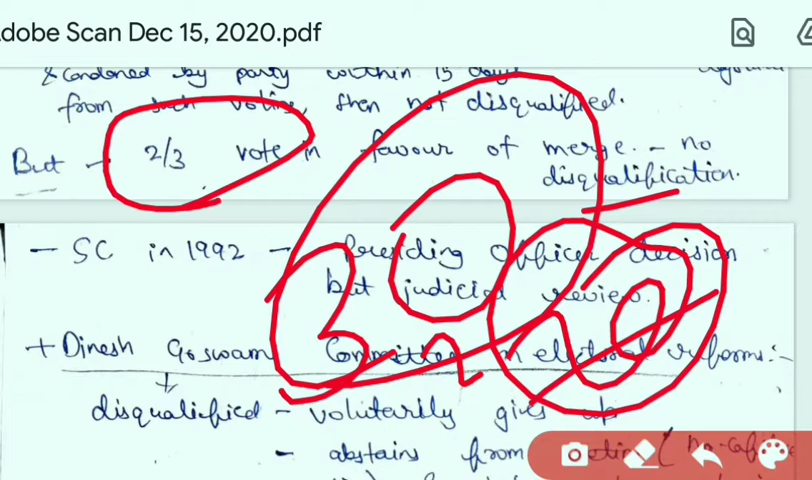 Adobe Scan Dec 15, 2020.pdf
& Condoned by party within 15 days
from such voting, then not disqualified.
But - 2/3 vote in favour of merge. - no
disqualification.
- SC in 1992 - Presiding Officer decision
but judicial review.
+ Dinesh Goswami Committee on electoral reforms:-
disqualified - volutarily gives up
- abstains from